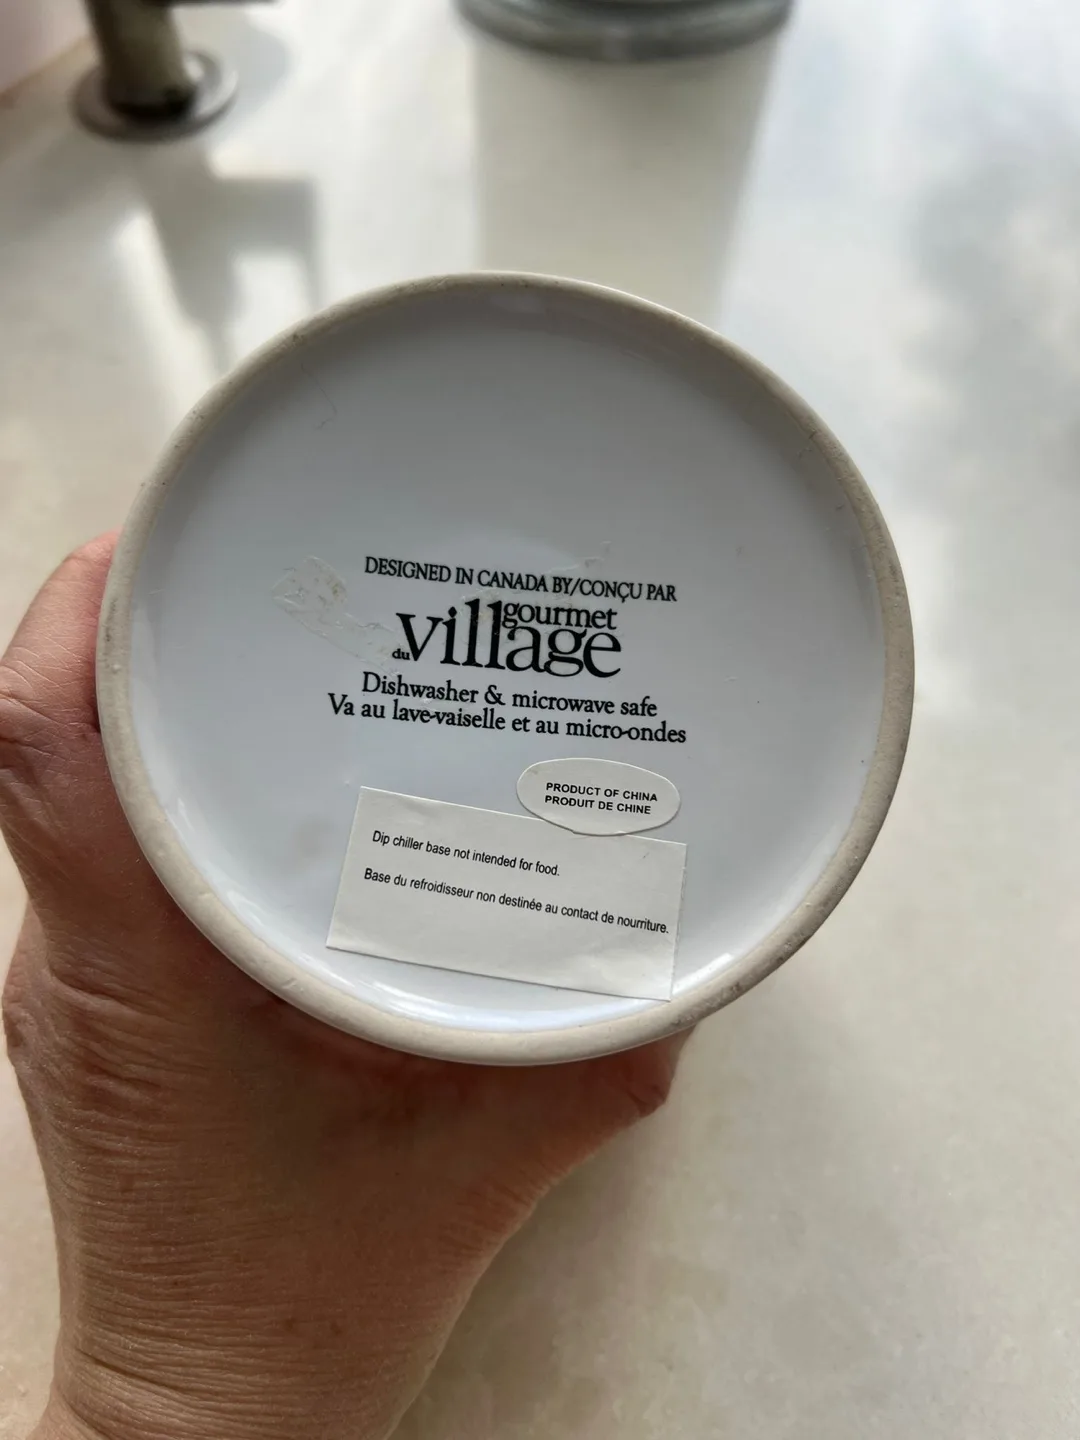 DESIGNED IN CANADA BY/CONÇU PAR
gourmet
du village
Dishwasher & microwave safe
Va au lave-vaiselle et au micro-ondes
PRODUCT OF CHINA
PRODUIT DE CHINE
Dip chiller base not intended for food.
Base du refroidisseur non destinée au contact de nourriture.